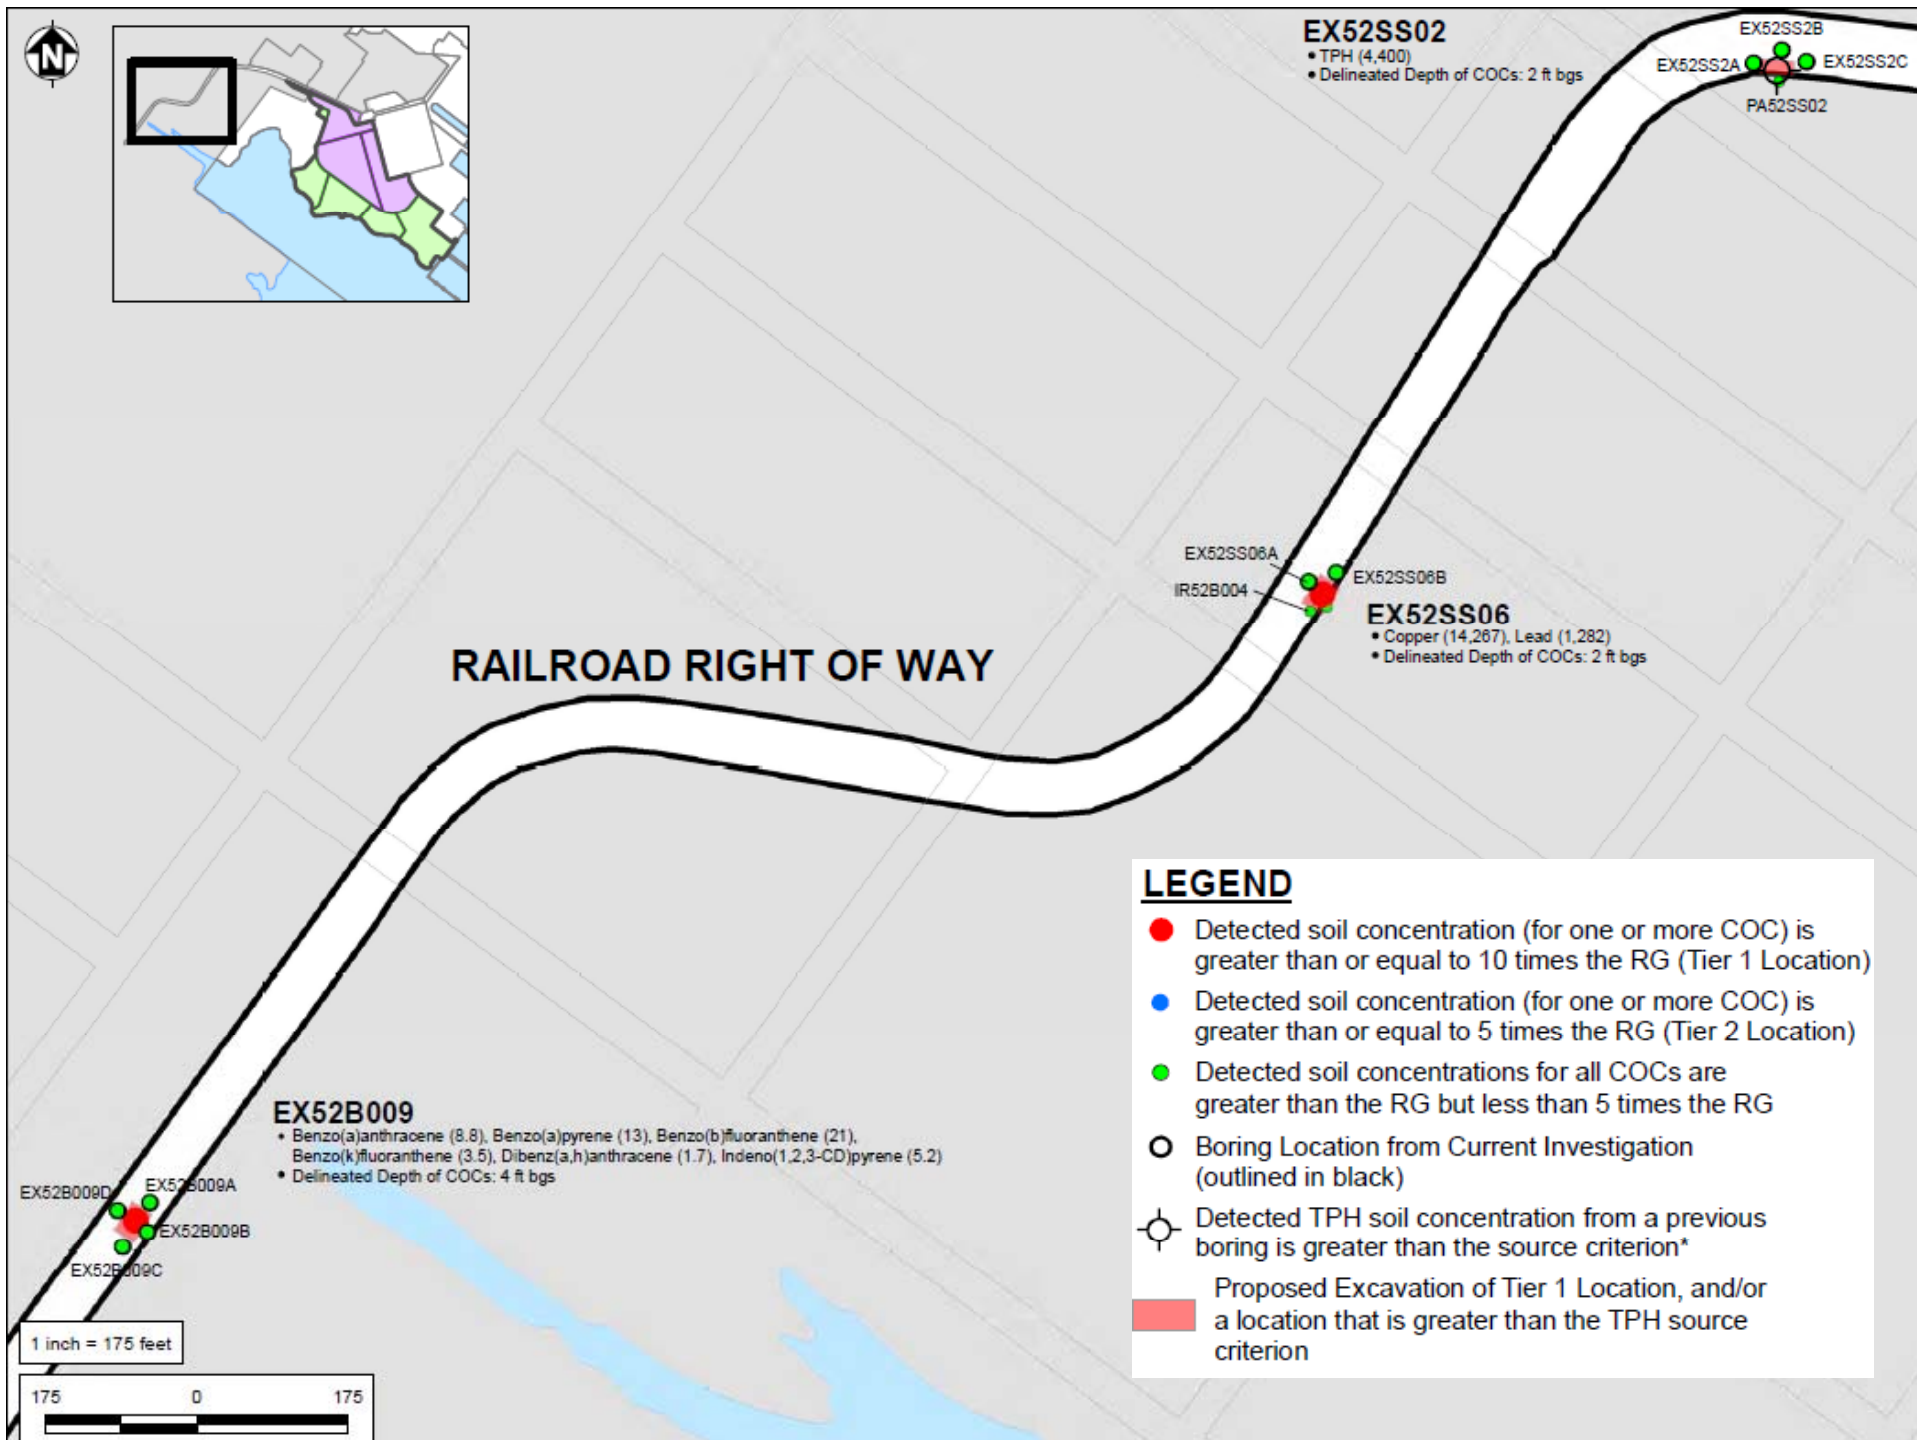 N
EX52SS02
• TPH (4,400)
• Delineated Depth of COCs: 2 ft bgs
EX52SS2B
EX52SS2A
EX52SS2C
PA52SS02
EX52SS06A
EX52SS06B
IR52B004
EX52SS06
• Copper (14,267), Lead (1,282)
• Delineated Depth of COCs: 2 ft bgs
RAILROAD RIGHT OF WAY
EX52B009
• Benzo(a)anthracene (8.8), Benzo(a)pyrene (13), Benzo(b)fluoranthene (21),
Benzo(k)fluoranthene (3.5), Dibenz(a,h)anthracene (1.7), Indeno(1,2,3-CD)pyrene (5.2)
• Delineated Depth of COCs: 4 ft bgs
EX52B009D
EX52B009A
EX52B009B
EX52B009C
1 inch = 175 feet
175 0 175
LEGEND
Detected soil concentration (for one or more COC) is
greater than or equal to 10 times the RG (Tier 1 Location)
Detected soil concentration (for one or more COC) is
greater than or equal to 5 times the RG (Tier 2 Location)
Detected soil concentrations for all COCs are
greater than the RG but less than 5 times the RG
Boring Location from Current Investigation
(outlined in black)
Detected TPH soil concentration from a previous
boring is greater than the source criterion*
Proposed Excavation of Tier 1 Location, and/or
a location that is greater than the TPH source
criterion